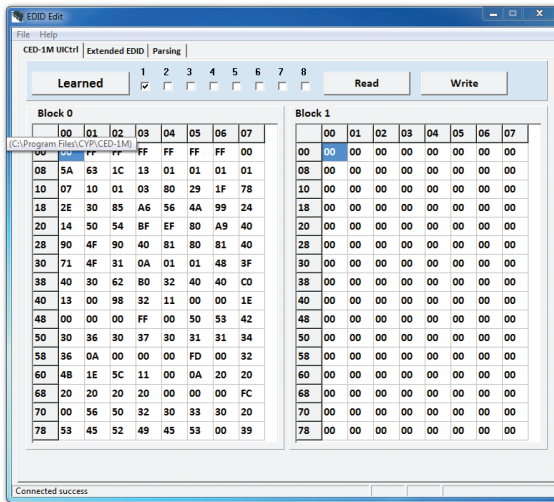 EDID Edit
File Help
CED-1M UICtrl Extended EDID Parsing
1 2 3 4 5 6 7 8
Learned Read Write
Block 0 Block 1
00 01 02 03 04 05 06 07 00 01 02 03 04 05 06 07
(C:\Program Files\CYP\CED-1M)
00 00 FF FF FF FF FF FF 00 00 00 00 00 00 00 00 00 00
08 5A 63 1C 13 01 01 01 01 08 00 00 00 00 00 00 00 00
10 07 10 01 03 80 29 1F 78 10 00 00 00 00 00 00 00 00
18 2E 30 85 A6 56 4A 99 24 18 00 00 00 00 00 00 00 00
20 14 50 54 BF EF 80 A9 40 20 00 00 00 00 00 00 00 00
28 90 4F 90 40 81 80 81 40 28 00 00 00 00 00 00 00 00
30 71 4F 31 0A 01 01 48 3F 30 00 00 00 00 00 00 00 00
38 40 30 62 B0 32 40 40 C0 38 00 00 00 00 00 00 00 00
40 13 00 98 32 11 00 00 1E 40 00 00 00 00 00 00 00 00
48 00 00 00 FF 00 50 53 42 48 00 00 00 00 00 00 00 00
50 30 36 30 37 30 31 31 34 50 00 00 00 00 00 00 00 00
58 36 0A 00 00 00 FD 00 32 58 00 00 00 00 00 00 00 00
60 4B 1E 5C 11 00 0A 20 20 60 00 00 00 00 00 00 00 00
68 20 20 20 20 00 00 00 FC 68 00 00 00 00 00 00 00 00
70 00 56 50 32 30 33 30 20 70 00 00 00 00 00 00 00 00
78 53 45 52 49 45 53 00 39 78 00 00 00 00 00 00 00 00
Connected success